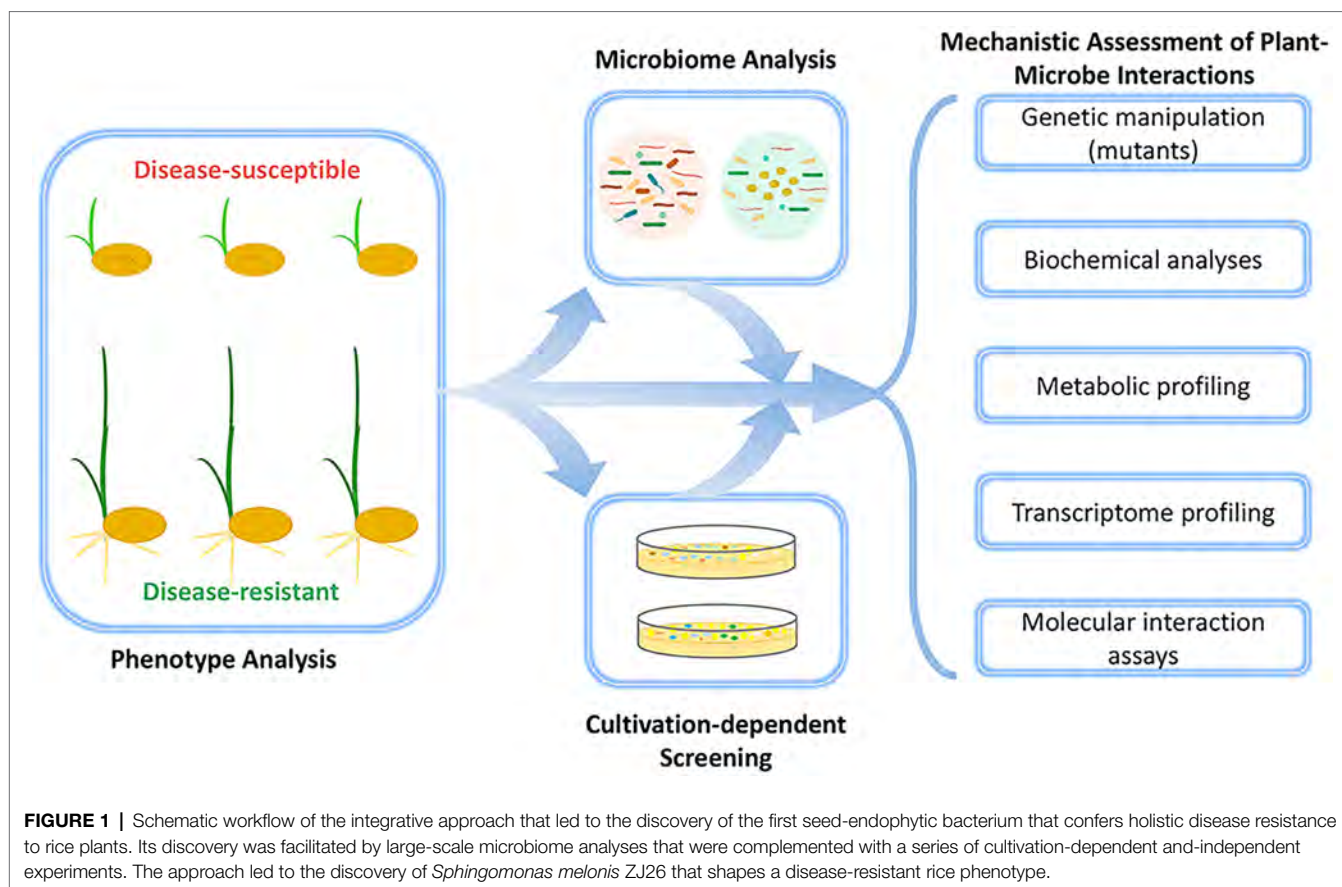 Disease-susceptible
Disease-resistant
Phenotype Analysis
Microbiome Analysis
Cultivation-dependent
Screening
Mechanistic Assessment of Plant-
Microbe Interactions
Genetic manipulation
(mutants)
Biochemical analyses
Metabolic profiling
Transcriptome profiling
Molecular interaction
assays
FIGURE 1 | Schematic workflow of the integrative approach that led to the discovery of the first seed-endophytic bacterium that confers holistic disease resistance
to rice plants. Its discovery was facilitated by large-scale microbiome analyses that were complemented with a series of cultivation-dependent and-independent
experiments. The approach led to the discovery of Sphingomonas melonis ZJ26 that shapes a disease-resistant rice phenotype.